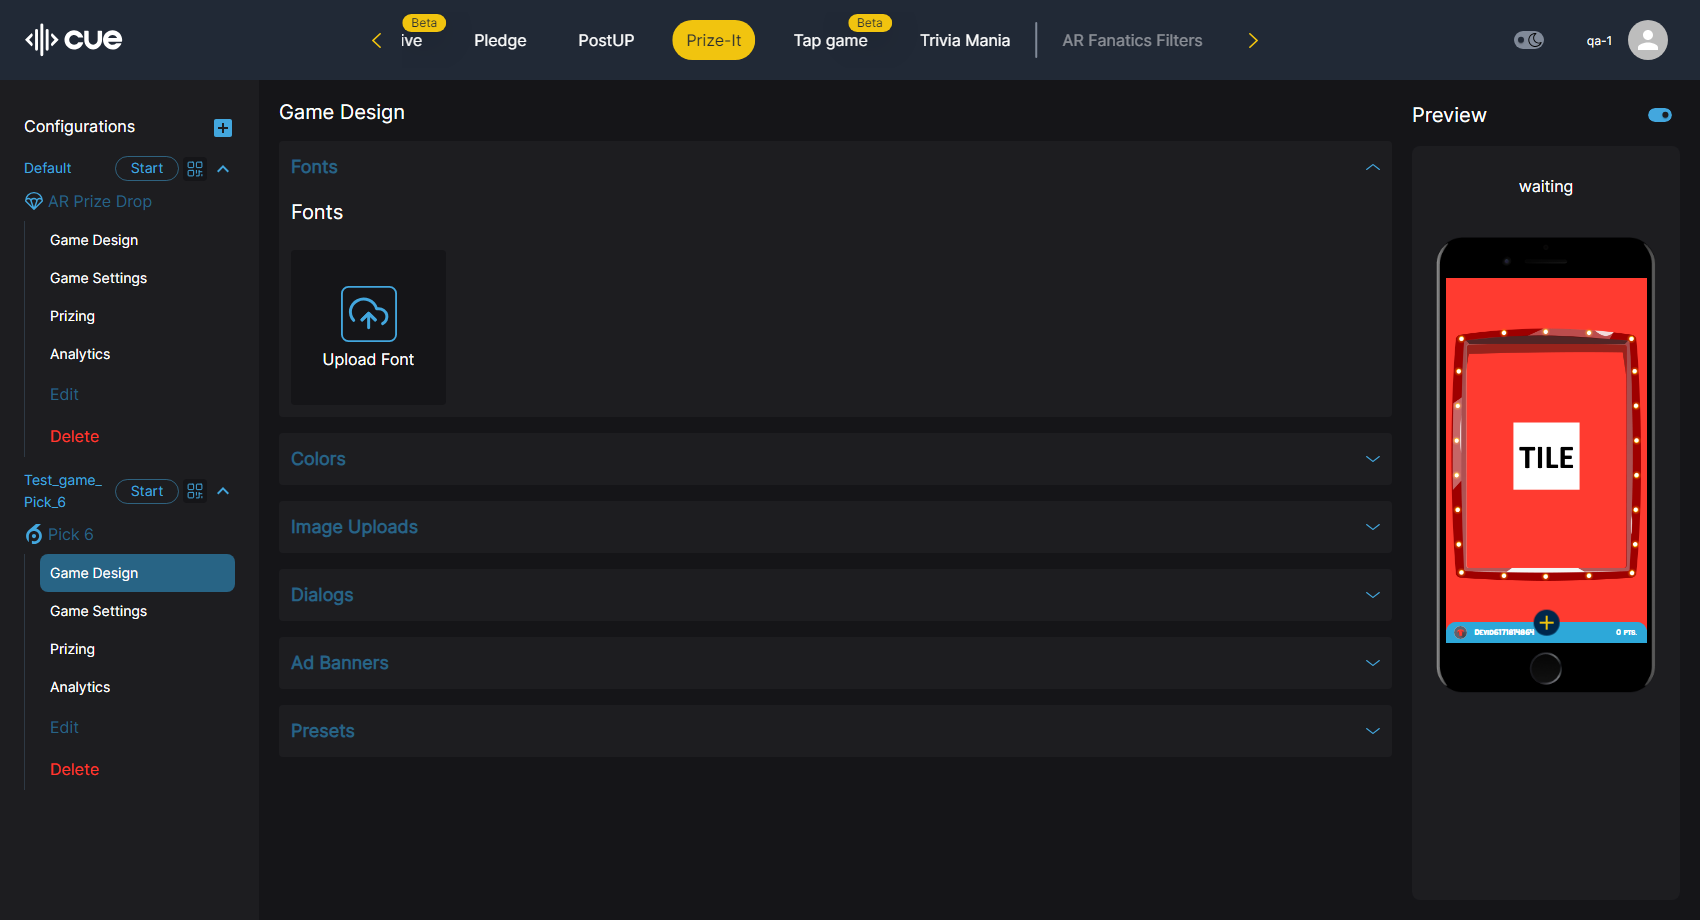 cue
Beta
Beta
ive
Pledge
PostUP
Prize-It
Tap game
Trivia Mania
AR Fanatics Filters
qa-1
Configurations
Default
Start
AR Prize Drop
Game Design
Game Settings
Prizing
Analytics
Edit
Delete
Test_game_
Pick_6
Start
Pick 6
Game Design
Game Settings
Prizing
Analytics
Edit
Delete
Game Design
Fonts
Fonts
Upload Font
Colors
Image Uploads
Dialogs
Ad Banners
Presets
Preview
waiting
TILE
0 PTS.